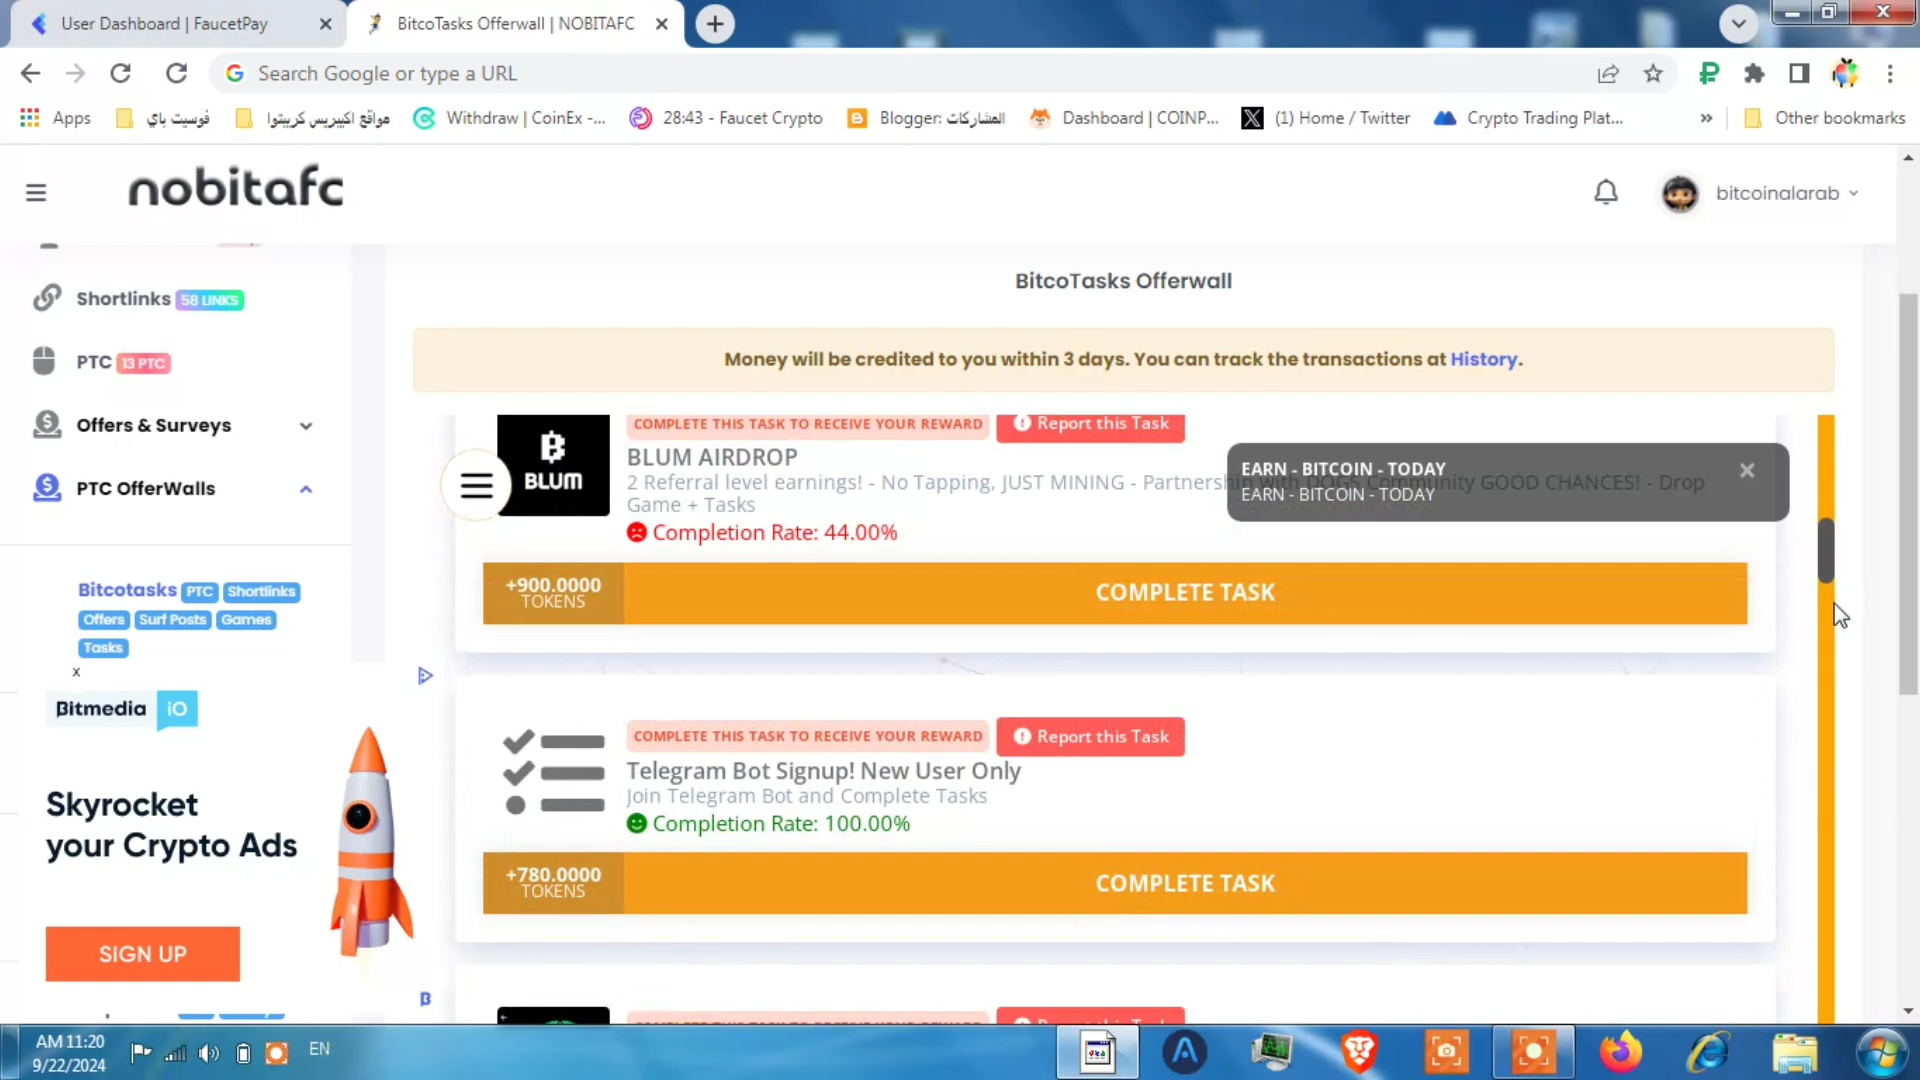 User Dashboard | FaucetPay
BitcoTasks Offerwall | NOBITAFC
Search Google or type a URL
Apps
فوسيت باي
مواقع اكبيريس كريبتوا
Withdraw | CoinEx -...
28:43 - Faucet Crypto
Blogger: المشاركات
Dashboard | COINP...
(1) Home / Twitter
Crypto Trading Plat...
»
Other bookmarks
nobitafc
bitcoinalarab
Shortlinks 58 LINKS
PTC 13 PTC
Offers & Surveys
PTC OfferWalls
Bitcotasks PTC Shortlinks
Offers Surf Posts Games
Tasks
x
Bitmedia iO
Skyrocket
your Crypto Ads
SIGN UP
BitcoTasks Offerwall
Money will be credited to you within 3 days. You can track the transactions at History.
BLUM
COMPLETE THIS TASK TO RECEIVE YOUR REWARD
Report this Task
BLUM AIRDROP
2 Referral level earnings! - No Tapping, JUST MINING - Partnership with DOGS Community GOOD CHANCES! - Drop
Game + Tasks
Completion Rate: 44.00%
EARN - BITCOIN - TODAY
EARN - BITCOIN - TODAY
+900.0000
TOKENS
COMPLETE TASK
COMPLETE THIS TASK TO RECEIVE YOUR REWARD
Report this Task
Telegram Bot Signup! New User Only
Join Telegram Bot and Complete Tasks
Completion Rate: 100.00%
+780.0000
TOKENS
COMPLETE TASK
AM 11:20
9/22/2024
EN